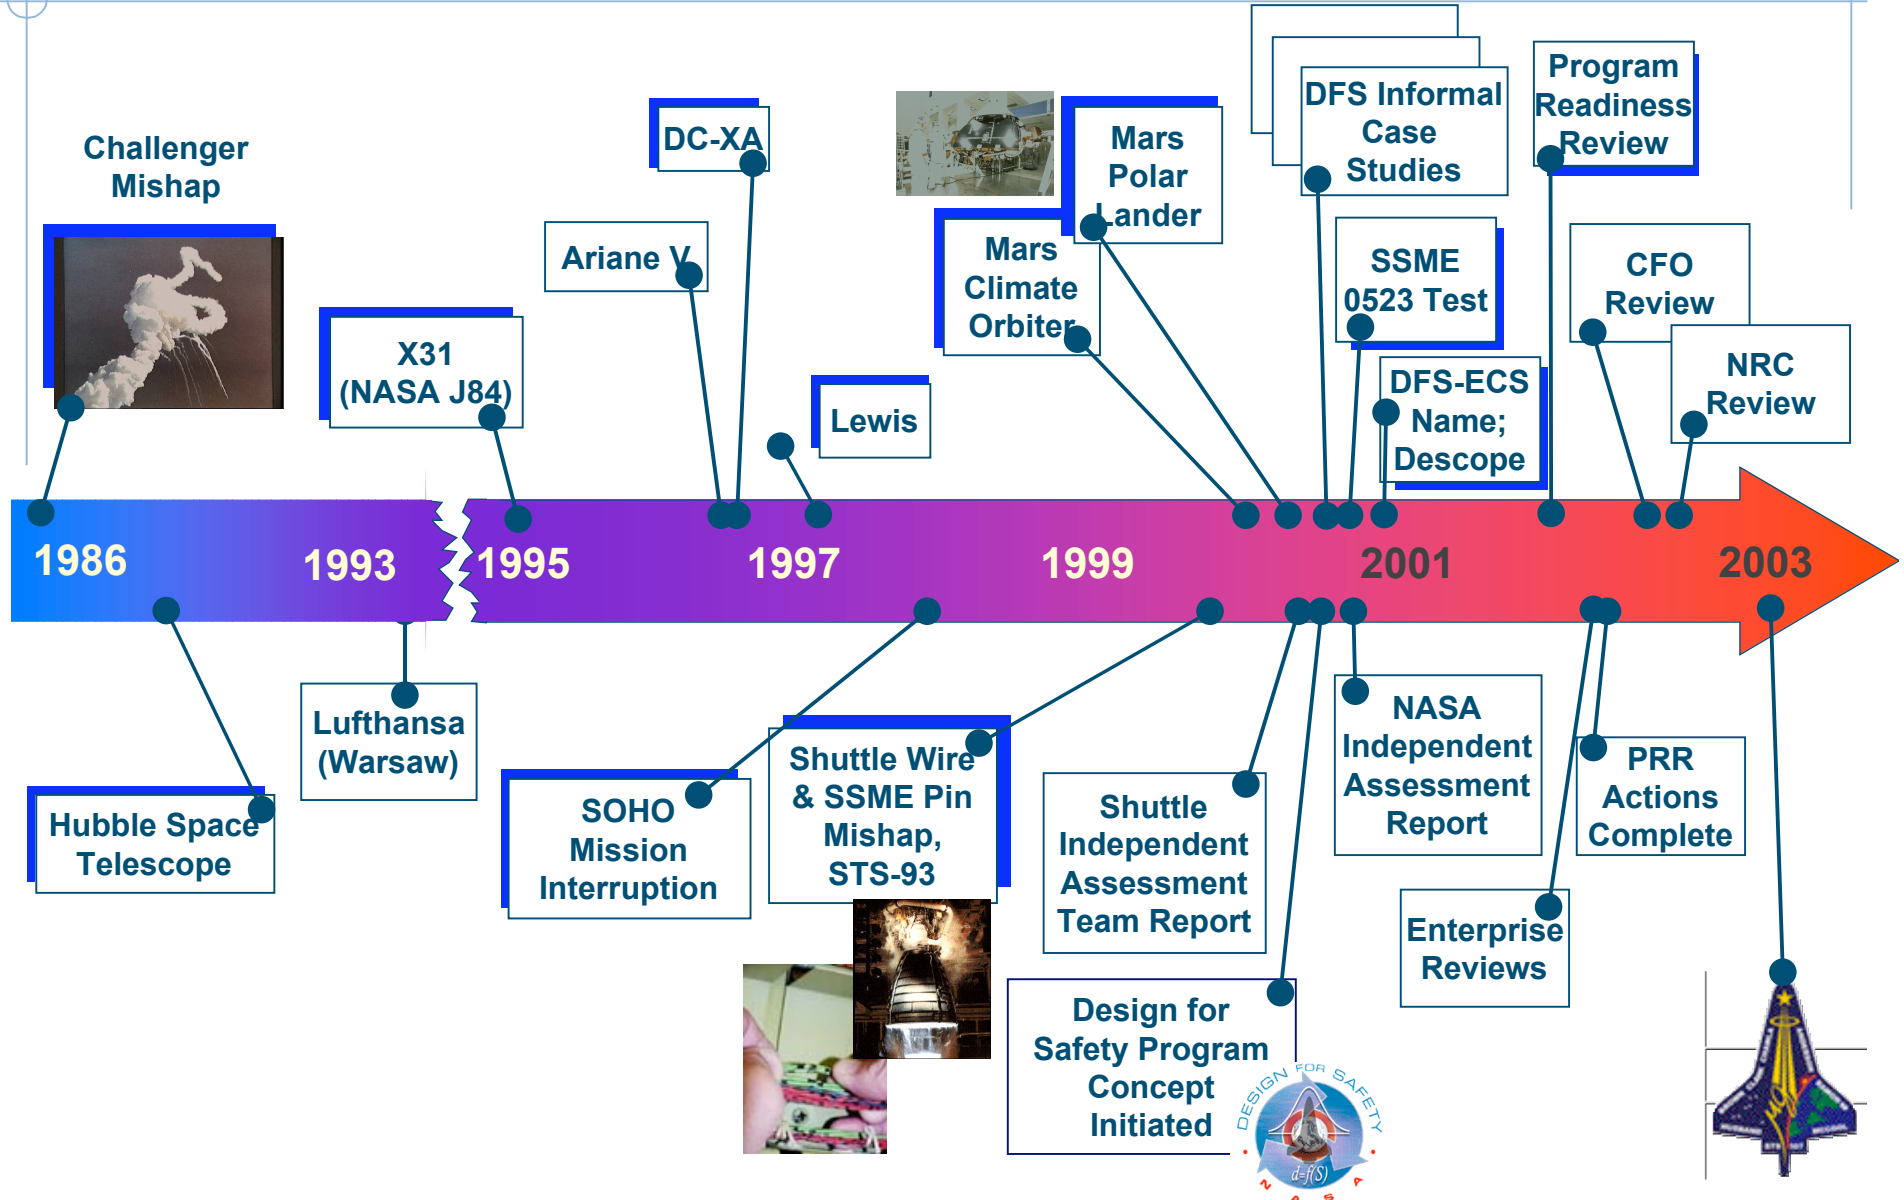 Challenger
Mishap
X31
(NASA J84)
Ariane V
DC-XA
Lewis
Mars
Climate
Orbiter
Mars
Polar
Lander
DFS Informal
Case
Studies
SSME
0523 Test
DFS-ECS
Name;
Descope
Program
Readiness
Review
CFO
Review
NRC
Review
1986
1993
1995
1997
1999
2001
2003
Hubble Space
Telescope
Lufthansa
(Warsaw)
SOHO
Mission
Interruption
Shuttle Wire
& SSME Pin
Mishap,
STS-93
Shuttle
Independent
Assessment
Team Report
Design for
Safety Program
Concept
Initiated
DESIGN FOR SAFETY
d=f(S)
NASA
NASA
Independent
Assessment
Report
Enterprise
Reviews
PRR
Actions
Complete